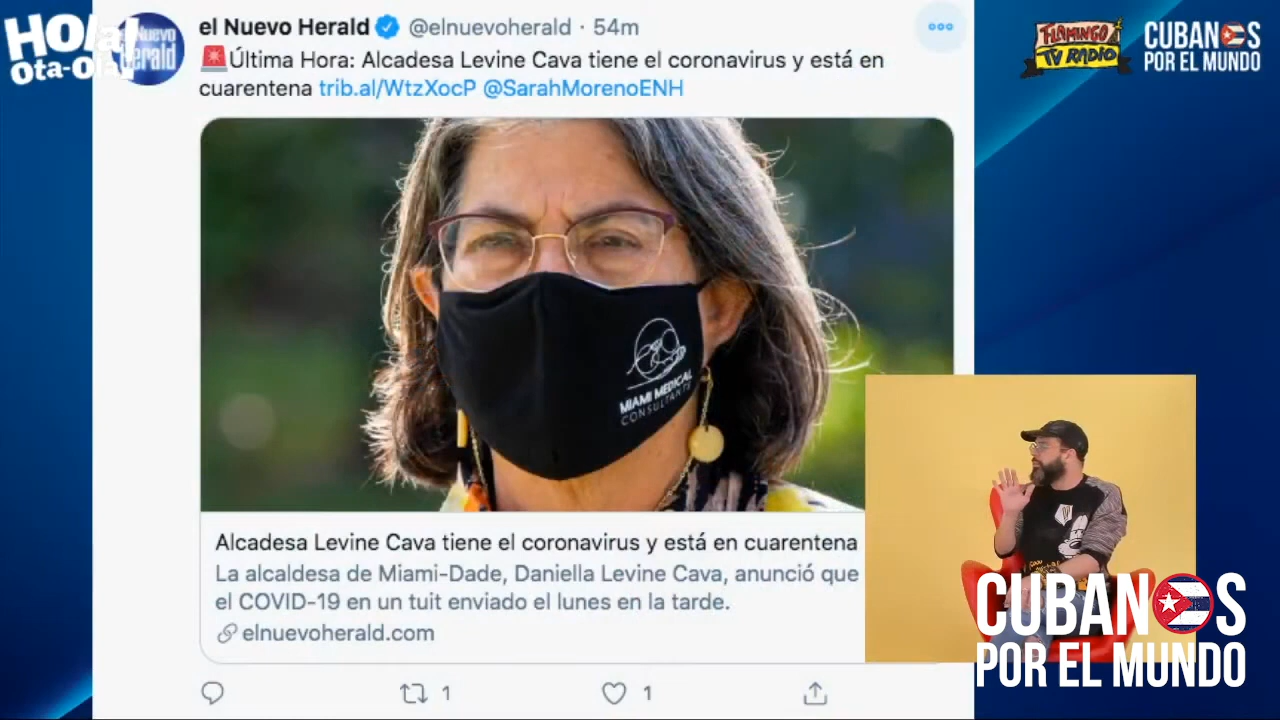 HOla!
Ota-Ola!
el Nuevo
Herald
el Nuevo Herald @elnuevoherald · 54m
Última Hora: Alcadesa Levine Cava tiene el coronavirus y está en
cuarentena trib.al/WtzXocP @SarahMorenoENH
FLAMINGO
TV RADIO
CUBANOS
POR EL MUNDO
MIAMI MEDICAL
CONSULTANTS
Alcadesa Levine Cava tiene el coronavirus y está en cuarentena
La alcaldesa de Miami-Dade, Daniella Levine Cava, anunció que
el COVID-19 en un tuit enviado el lunes en la tarde.
elnuevoherald.com
1
1
CUBANOS
POR EL MUNDO